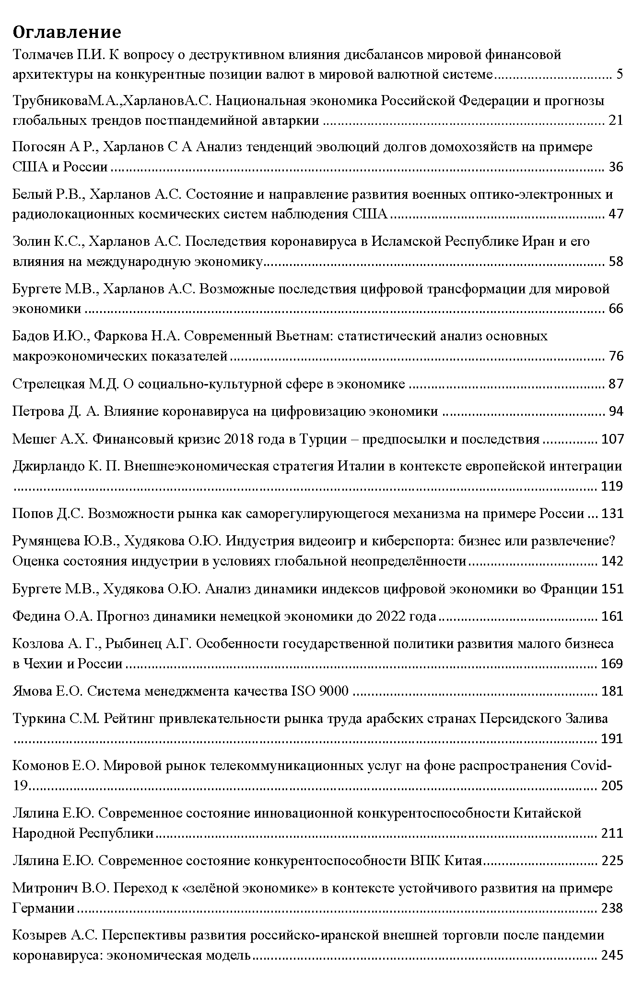 Оглавление
Толмачев П.И. К вопросу о деструктивном влияния дисбалансов мировой финансовой
архитектуры на конкурентные позиции валют в мировой валютной системе................................ 5
ТрубниковаМ.А.,ХарлановА.С. Национальная экономика Российской Федерации и прогнозы
глобальных трендов постпандемийной автаркии ............................................................................ 21
Погосян А Р., Харланов С А Анализ тенденций эволюций долгов домохозяйств на примере
США и России ..................................................................................................................................... 36
Белый Р.В., Харланов А.С. Состояние и направление развития военных оптико-электронных и
радиолокационных космических систем наблюдения США .......................................................... 47
Золин К.С., Харланов А.С. Последствия коронавируса в Исламской Республике Иран и его
влияния на международную экономику............................................................................................ 58
Бургете М.В., Харланов А.С. Возможные последствия цифровой трансформации для мировой
экономики ............................................................................................................................................ 66
Бадов И.Ю., Фаркова Н.А. Современный Вьетнам: статистический анализ основных
макроэкономических показателей ..................................................................................................... 76
Стрелецкая М.Д. О социально-культурной сфере в экономике ..................................................... 87
Петрова Д. А. Влияние коронавируса на цифровизацию экономики ............................................ 94
Мешег А.Х. Финансовый кризис 2018 года в Турции – предпосылки и последствия ............... 107
Джирландо К. П. Внешнеэкономическая стратегия Италии в контексте европейской интеграции
............................................................................................................................................................. 119
Попов Д.С. Возможности рынка как саморегулирующегося механизма на примере России ... 131
Румянцева Ю.В., Худякова О.Ю. Индустрия видеоигр и киберспорта: бизнес или развлечение?
Оценка состояния индустрии в условиях глобальной неопределённости ................................... 142
Бургете М.В., Худякова О.Ю. Анализ динамики индексов цифровой экономики во Франции 151
Федина О.А. Прогноз динамики немецкой экономики до 2022 года ........................................... 161
Козлова А. Г., Рыбинец А.Г. Особенности государственной политики развития малого бизнеса
в Чехии и России ............................................................................................................................... 169
Ямова Е.О. Система менеджмента качества ISO 9000 .................................................................. 181
Туркина С.М. Рейтинг привлекательности рынка труда арабских странах Персидского Залива
............................................................................................................................................................. 191
Комонов Е.О. Мировой рынок телекоммуникационных услуг на фоне распространения Covid-
19......................................................................................................................................................... 205
Лялина Е.Ю. Современное состояние инновационной конкурентоспособности Китайской
Народной Республики ....................................................................................................................... 211
Лялина Е.Ю. Современное состояние конкурентоспособности ВПК Китая............................... 225
Митронич В.О. Переход к «зелёной экономике» в контексте устойчивого развития на примере
Германии ............................................................................................................................................ 238
Козырев А.С. Перспективы развития российско-иранской внешней торговли после пандемии
коронавируса: экономическая модель ............................................................................................. 245